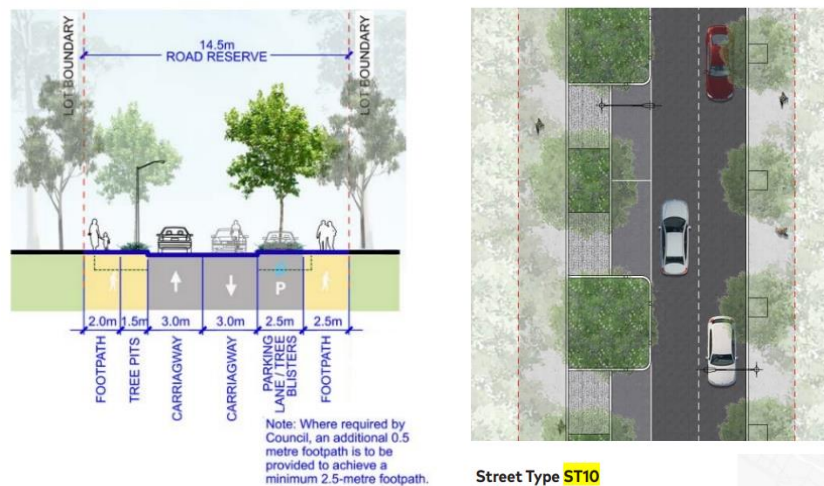 LOT BOUNDARY
14.5m
ROAD RESERVE
LOT BOUNDARY
P
2.0m 1.5m 3.0m 3.0m 2.5m 2.5m
FOOTPATH
TREE PITS
CARRIAGWAY
CARRIAGWAY
PARKING
LANE / TREE
BLISTERS
FOOTPATH
Note: Where required by
Council, an additional 0.5
metre footpath is to be
provided to achieve a
minimum 2.5-metre footpath.
Street Type ST10